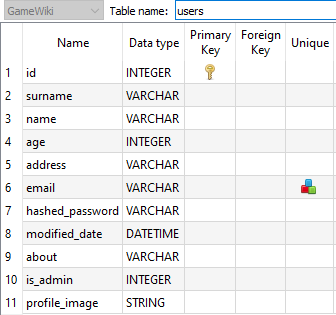 GameWiki Table name: users
Name Data type Primary Key Foreign Key Unique
1 id INTEGER
2 surname VARCHAR
3 name VARCHAR
4 age INTEGER
5 address VARCHAR
6 email VARCHAR
7 hashed_password VARCHAR
8 modified_date DATETIME
9 about VARCHAR
10 is_admin INTEGER
11 profile_image STRING